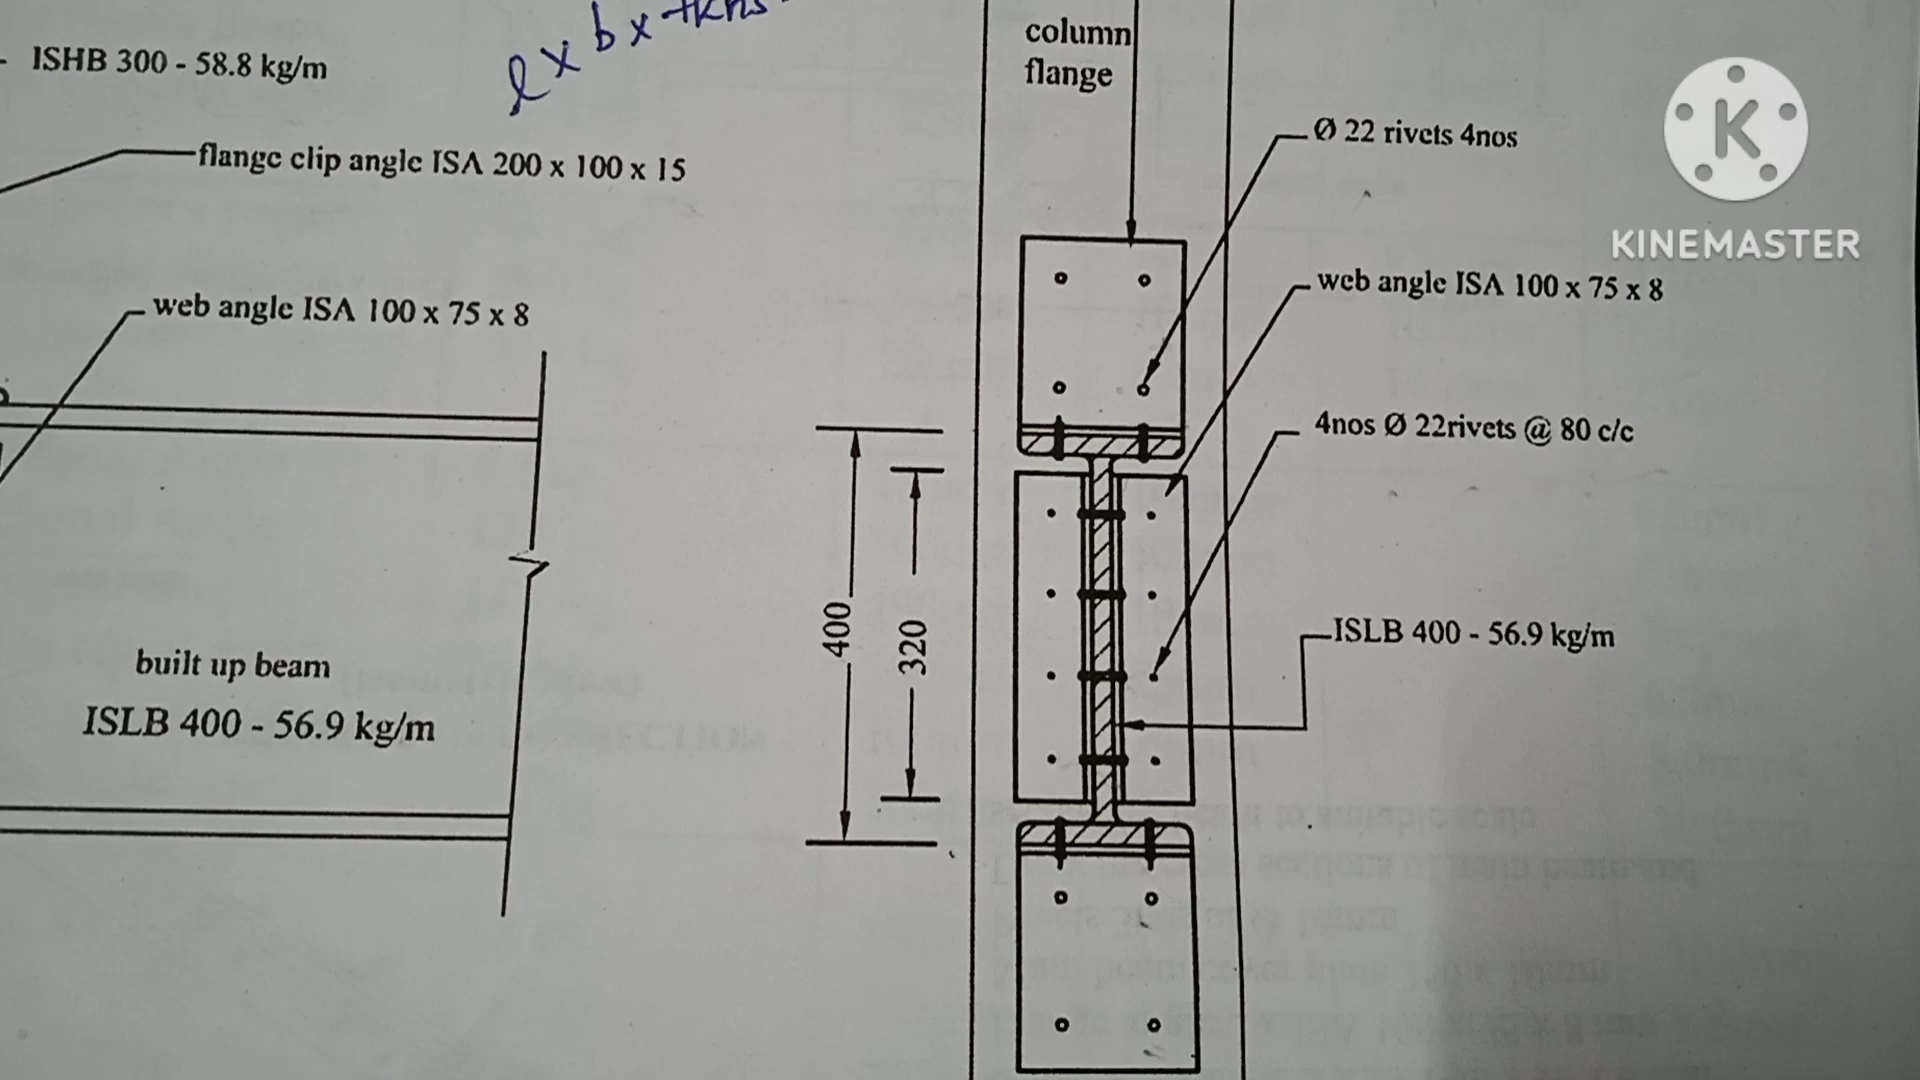 ISHB 300 - 58.8 kg/m
l x b x
flange clip angle ISA 200 x 100 x 15
web angle ISA 100 x 75 x 8
built up beam
ISLB 400 - 56.9 kg/m
400
320
column
flange
Ø 22 rivets 4nos
web angle ISA 100 x 75 x 8
4nos Ø 22rivets @ 80 c/c
ISLB 400 - 56.9 kg/m
K
KINEMASTER